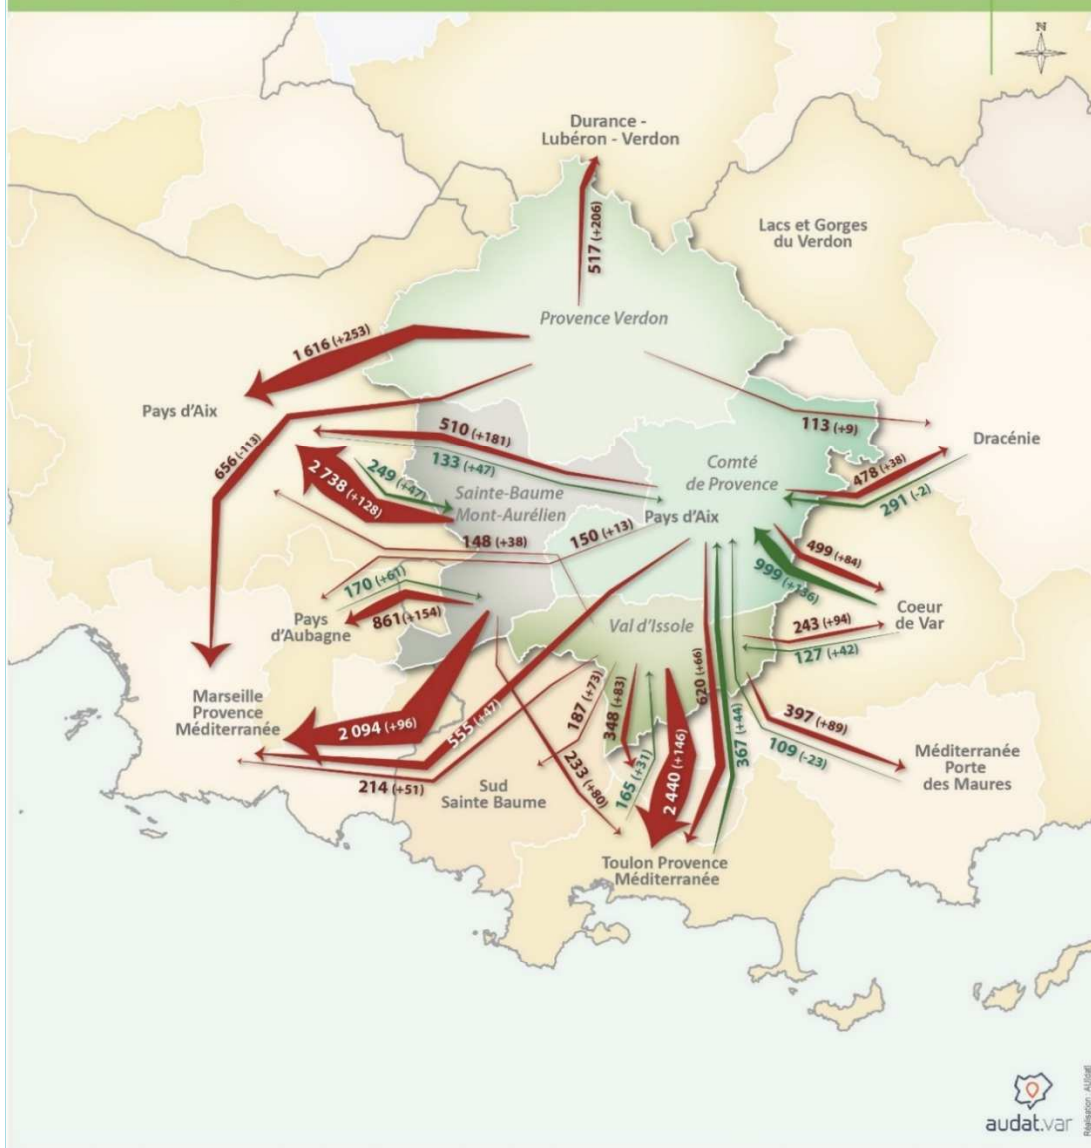 N
Durance -
Lubéron - Verdon
Lacs et Gorges
du Verdon
517 (+206)
Provence Verdon
1 616 (+253)
Pays d'Aix
656 (-113)
510 (+181)
133 (+47)
113 (+9)
Dracénie
Comté
de Provence
478 (+38)
291 (-2)
249 (+47)
2 738 (+128)
Sainte-Baume
Mont-Aurélien
Pays d'Aix
148 (+38)
150 (+13)
499 (+84)
999 (+136)
170 (+61)
Pays
d'Aubagne
861 (+154)
Val d'Issole
Coeur
de Var
243 (+94)
127 (+42)
Marseille
Provence
Méditerranée
2 094 (+96)
555 (+47)
214 (+51)
187 (+73)
348 (+83)
620 (+66)
367 (+44)
397 (+89)
109 (-23)
Méditerranée
Porte
des Maures
Sud
Sainte Baume
233 (+80)
165 (+31)
2 440 (+146)
Toulon Provence
Méditerranée
audat.var
Réalisation : AUdat